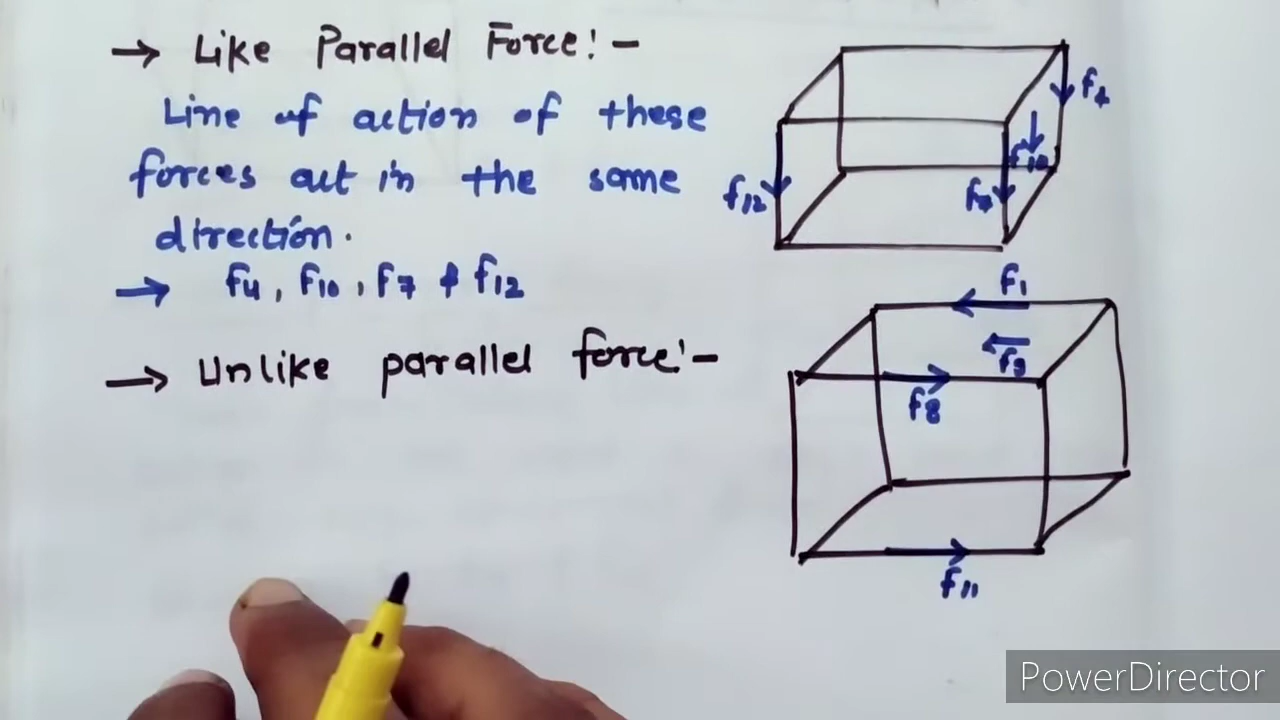 → Like Parallel Force:-
Line of action of these
forces act in the same
direction.
→ F4, F10, F7 & F12
→ Unlike parallel force:-
F4
F10
F12
F7
F1
F9
F8
F11
PowerDirector